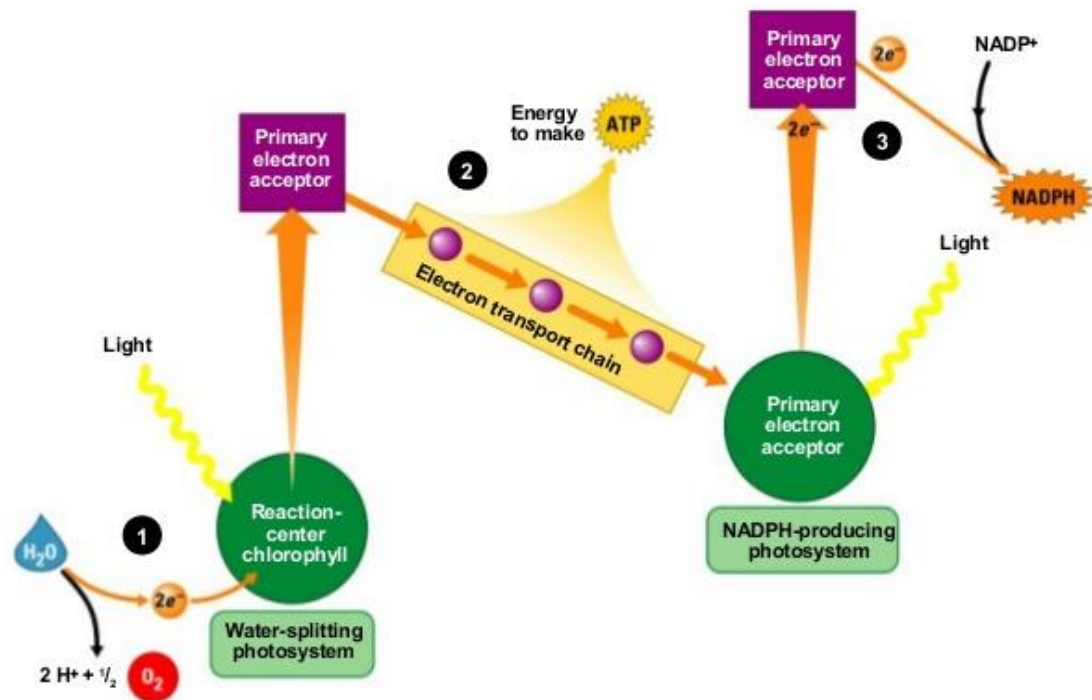 Primary
electron
acceptor
2e⁻
NADP+
Energy
to make
ATP
Primary
electron
acceptor
2
2e⁻
3
NADPH
Light
Electron transport chain
Light
Primary
electron
acceptor
Reaction-
center
chlorophyll
1
H₂O
NADPH-producing
photosystem
2e⁻
Water-splitting
photosystem
2 H+ + ¹/₂ O₂